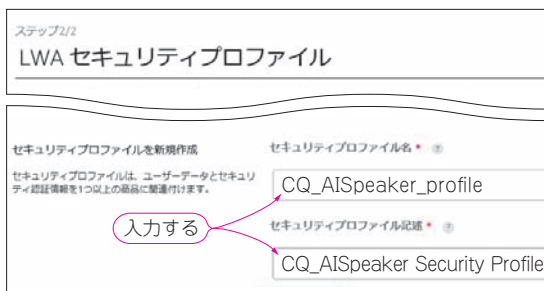 ステップ2/2
LWA セキュリティプロファイル
セキュリティプロファイルを新規作成
セキュリティプロファイルは、ユーザーデータとセキュリ
ティ認証情報を1つ以上の商品に関連付けます。
セキュリティプロファイル名 *
CQ_AISpeaker_profile
入力する
セキュリティプロファイル記述 *
CQ_AISpeaker Security Profile